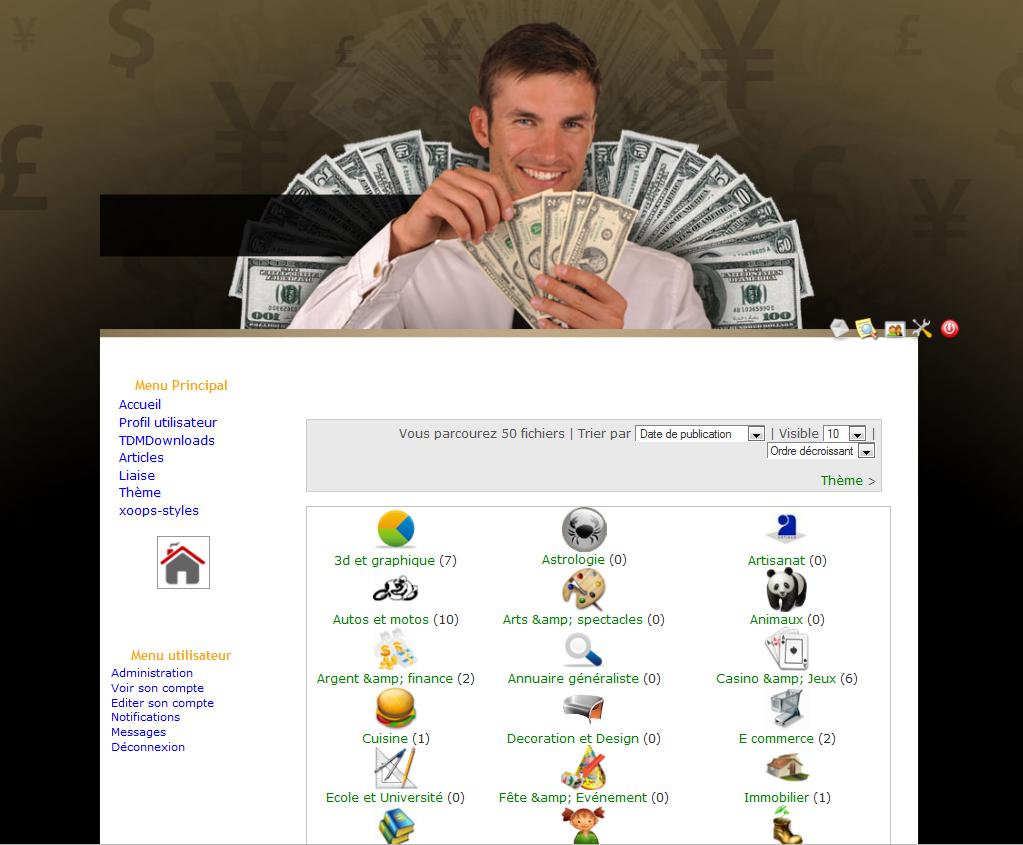 Menu Principal
Accueil
Profil utilisateur
TDMDownloads
Articles
Liaise
Thème
xoops-styles
Menu utilisateur
Administration
Voir son compte
Editer son compte
Notifications
Messages
Déconnexion
Vous parcourez 50 fichiers | Trier par Date de publication | Visible 10 |
Ordre décroissant
Thème >
3d et graphique (7)
Astrologie (0)
Artisanat (0)
Autos et motos (10)
Arts &amp; spectacles (0)
Animaux (0)
Argent &amp; finance (2)
Annuaire généraliste (0)
Casino &amp; Jeux (6)
Cuisine (1)
Decoration et Design (0)
E commerce (2)
Ecole et Université (0)
Fête &amp; Evénement (0)
Immobilier (1)